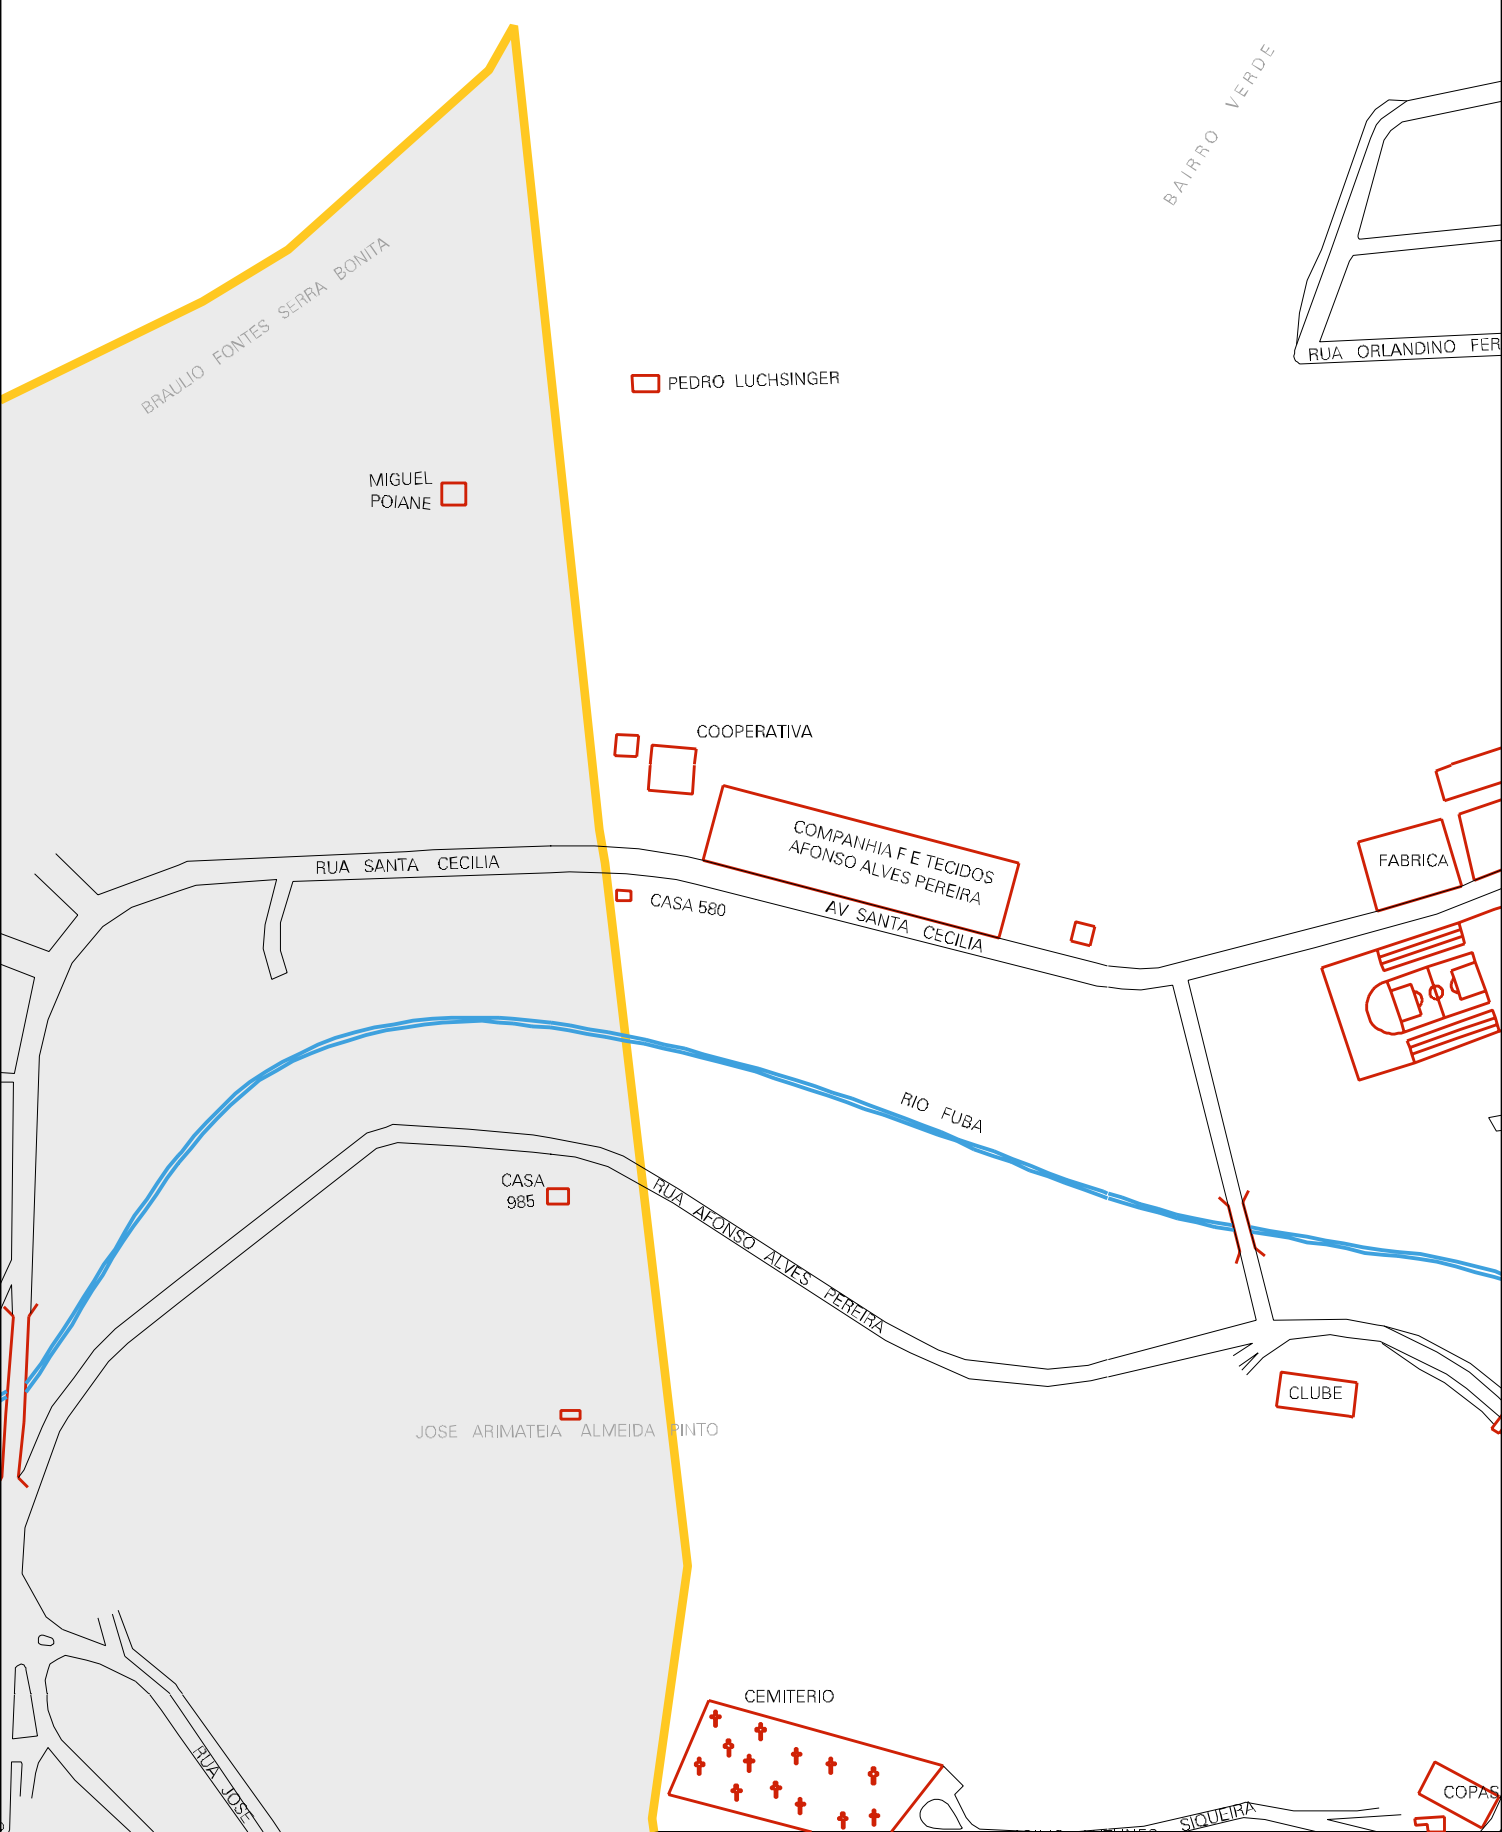 BAIRRO VERDE
BRAULIO FONTES SERRA BONITA
RUA ORLANDINO FER
PEDRO LUCHSINGER
MIGUEL
POIANE
COOPERATIVA
COMPANHIA F E TECIDOS
AFONSO ALVES PEREIRA
FABRICA
RUA SANTA CECILIA
CASA 580
AV SANTA CECILIA
RIO FUBA
CASA
985
RUA AFONSO ALVES PEREIRA
CLUBE
JOSE ARIMATEIA ALMEIDA PINTO
CEMITERIO
RUA JOSE
COPAS
SIQUEIRA